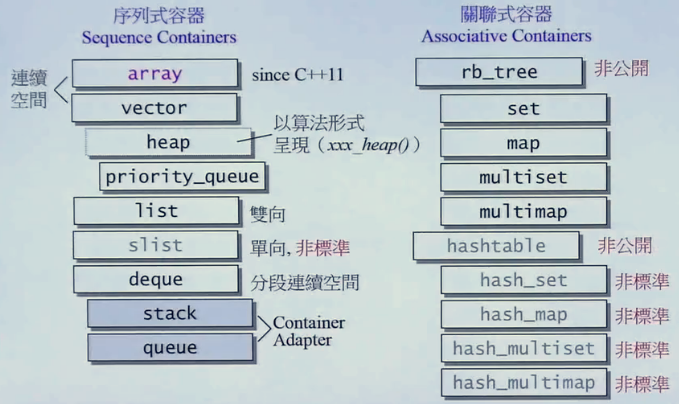 序列式容器
Sequence Containers
連續
空間
array
since C++11
vector
heap
以算法形式
呈現（xxx_heap()）
priority_queue
list
雙向
slist
單向, 非標準
deque
分段連續空間
stack
queue
Container
Adapter
關聯式容器
Associative Containers
rb_tree
非公開
set
map
multiset
multimap
hashtable
非公開
hash_set
非標準
hash_map
非標準
hash_multiset
非標準
hash_multimap
非標準